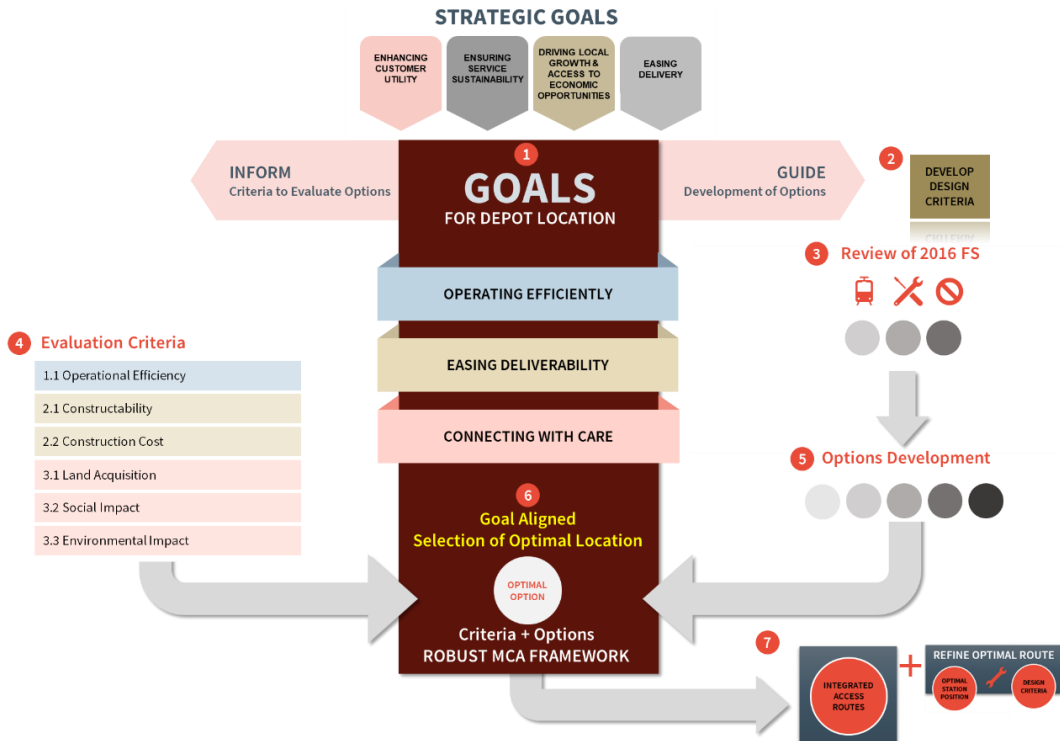 STRATEGIC GOALS
ENHANCING
CUSTOMER
UTILITY
ENSURING
SERVICE
SUSTAINABILITY
DRIVING LOCAL
GROWTH &
ACCESS TO
ECONOMIC
OPPORTUNITIES
EASING
DELIVERY
INFORM
Criteria to Evaluate Options
1
GOALS
FOR DEPOT LOCATION
GUIDE
Development of Options
2
DEVELOP
DESIGN
CRITERIA
3 Review of 2016 FS
OPERATING EFFICIENTLY
EASING DELIVERABILITY
CONNECTING WITH CARE
4 Evaluation Criteria
1.1 Operational Efficiency
2.1 Constructability
2.2 Construction Cost
3.1 Land Acquisition
3.2 Social Impact
3.3 Environmental Impact
5 Options Development
6
Goal Aligned
Selection of Optimal Location
OPTIMAL
OPTION
Criteria + Options
ROBUST MCA FRAMEWORK
7
INTEGRATED
ACCESS
ROUTES
+
REFINE OPTIMAL ROUTE
OPTIMAL
STATION
POSITION
DESIGN
CRITERIA